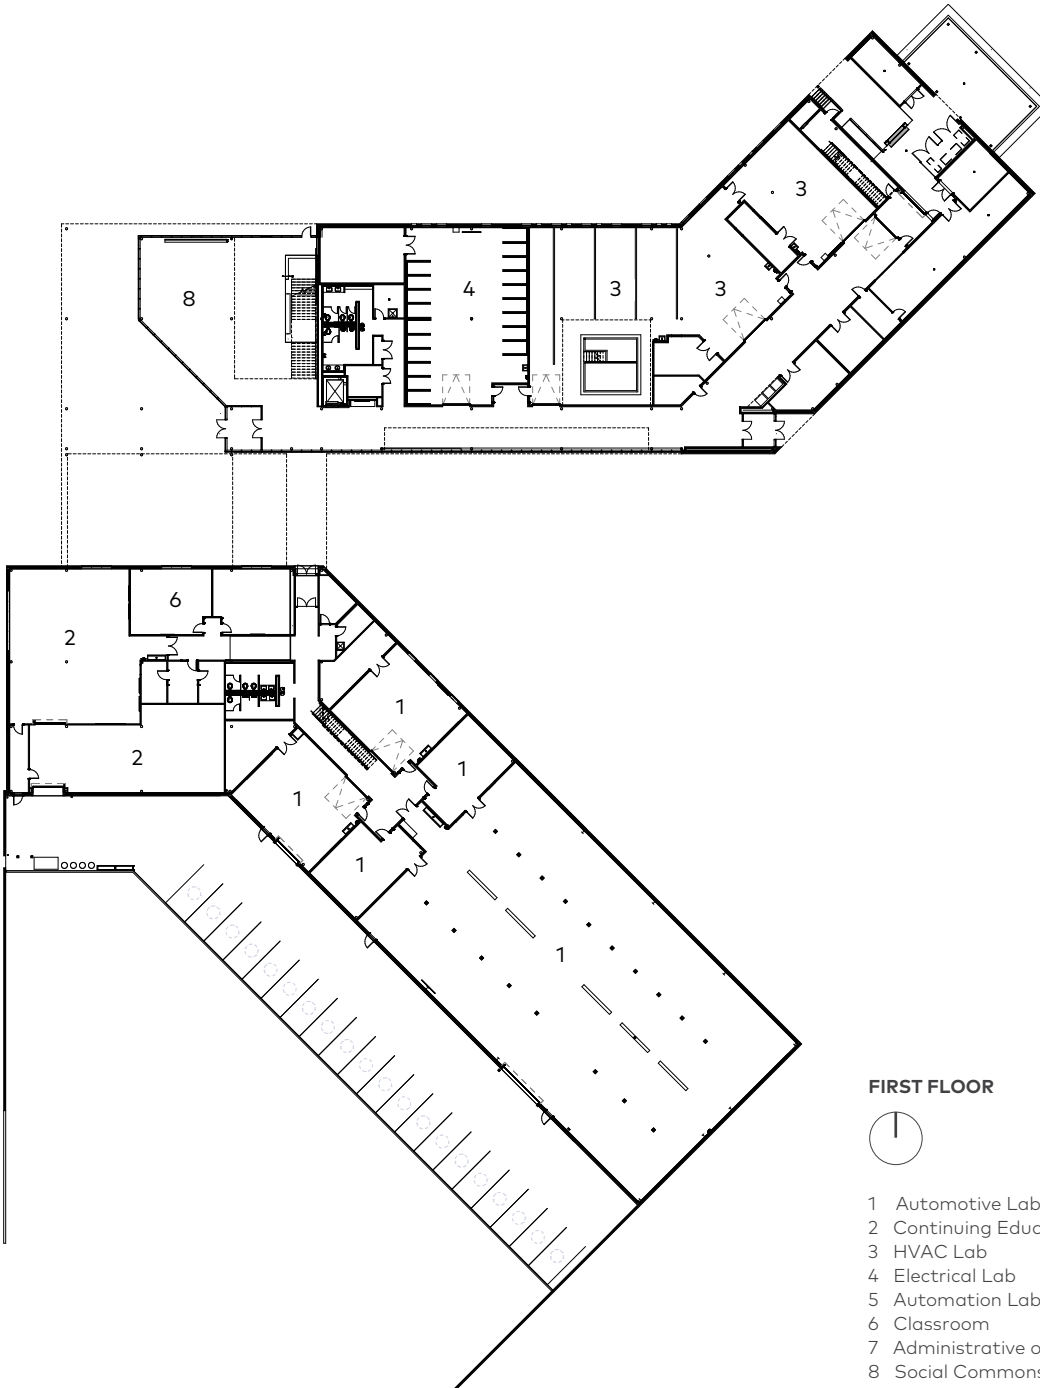 3
8
4
3
3
6
2
1
2
1
1
1
1
FIRST FLOOR
1 Automotive Lab
2 Continuing Educ
3 HVAC Lab
4 Electrical Lab
5 Automation Lab
6 Classroom
7 Administrative o
8 Social Commons